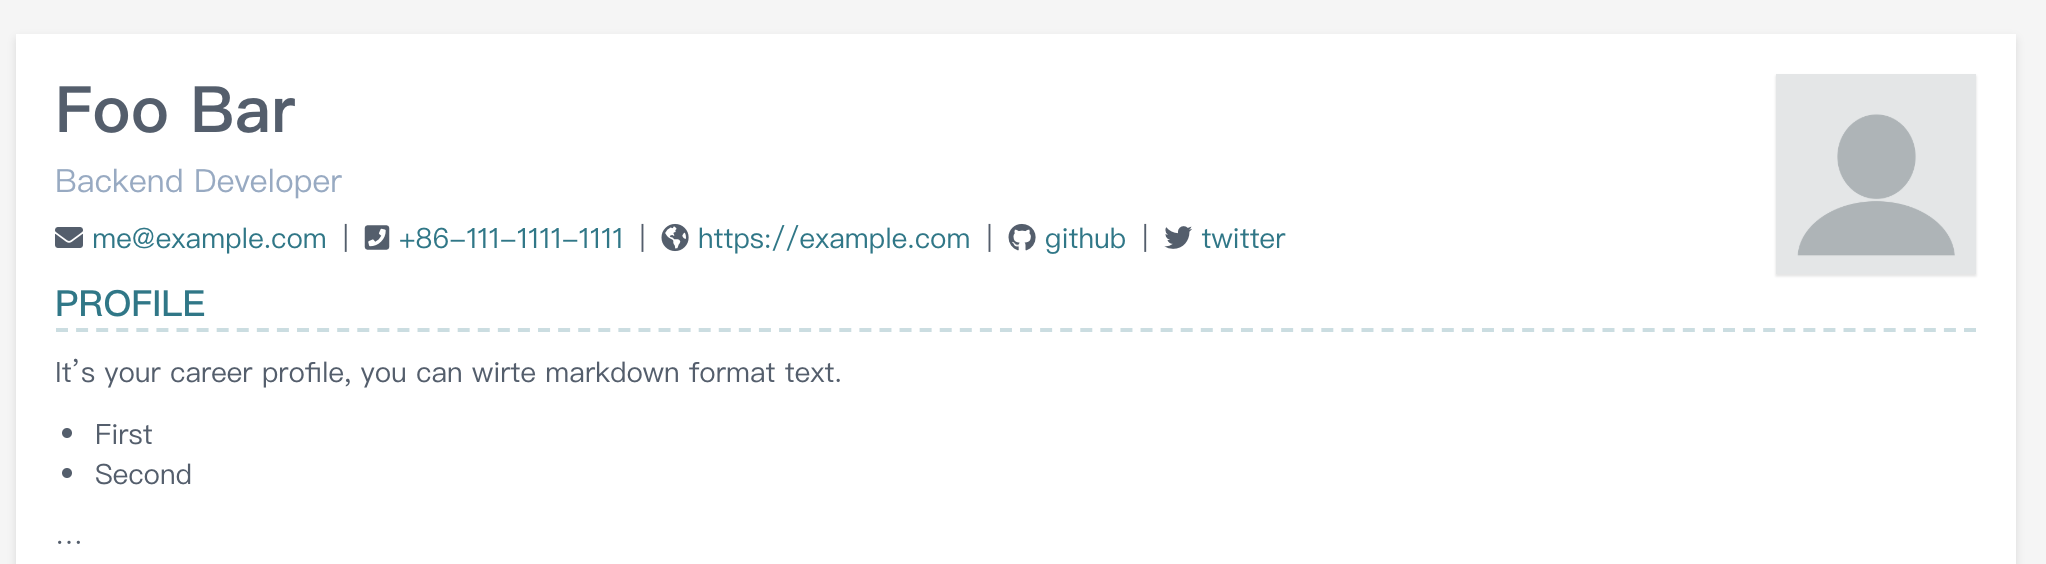 Foo Bar
Backend Developer
me@example.com | +86-111-1111-1111 | https://example.com | github | twitter
PROFILE
It's your career profile, you can wirte markdown format text.
• First
• Second
...